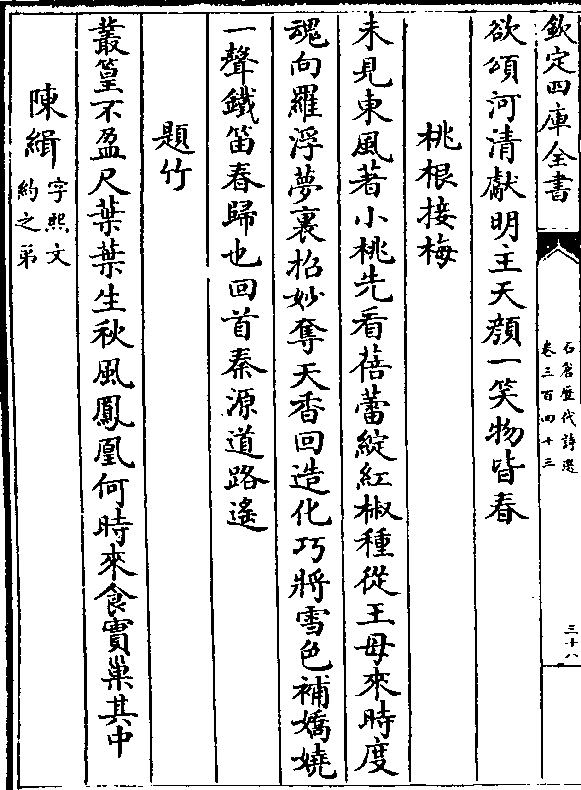 欽定四庫全書
石倉歷代詩選
卷三百四十三
三十八
欲頌河清獻明主天顏一笑物皆春
桃根接梅
未見東風著小桃先看蓓蕾綻紅椒種從王母來時度
魂向羅浮夢裏招妙奪天香回造化巧將雪色補嬌嬈
一聲鐵笛春歸也回首秦源道路遙
題竹
叢篁不盈尺葉葉生秋風鳳凰何時來食實巢其中
陳緝字熙文
約之弟